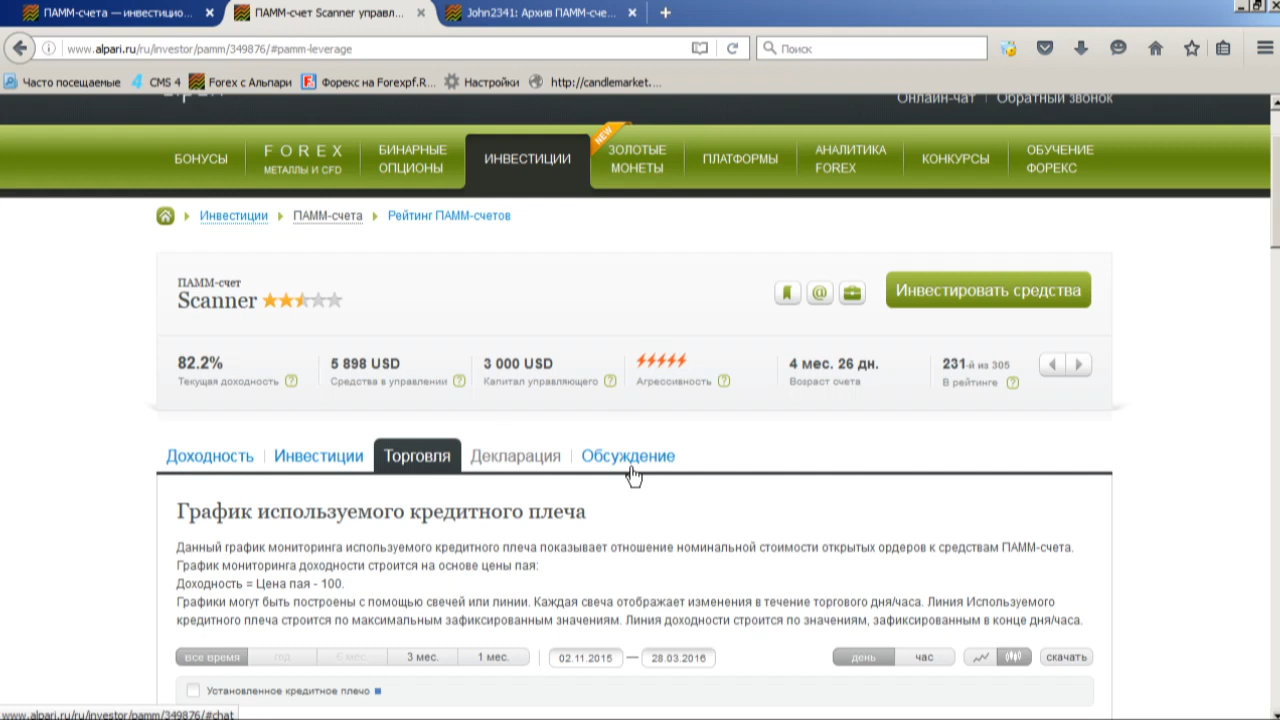 ПАММ-счета — инвестицио...
ПАММ-счет Scanner управл...
John2341: Архив ПАММ-сче...
www.alpari.ru/ru/investor/pamm/349876/#pamm-leverage
Поиск
Часто посещаемые
CMS 4
Forex с Альпари
Форекс на Forexpf.R...
Настройки
http://candlemarket....
Онлайн-чат
Обратный звонок
БОНУСЫ
FOREX
МЕТАЛЛЫ И CFD
БИНАРНЫЕ
ОПЦИОНЫ
ИНВЕСТИЦИИ
NEW
ЗОЛОТЫЕ
МОНЕТЫ
ПЛАТФОРМЫ
АНАЛИТИКА
FOREX
КОНКУРСЫ
ОБУЧЕНИЕ
ФОРЕКС
Инвестиции
ПАММ-счета
Рейтинг ПАММ-счетов
ПАММ-счет
Scanner
Инвестировать средства
82.2%
Текущая доходность
5 898 USD
Средства в управлении
3 000 USD
Капитал управляющего
Агрессивность
4 мес. 26 дн.
Возраст счета
231-й из 305
В рейтинге
Доходность
Инвестиции
Торговля
Декларация
Обсуждение
График используемого кредитного плеча
Данный график мониторинга используемого кредитного плеча показывает отношение номинальной стоимости открытых ордеров к средствам ПАММ-счета.
График мониторинга доходности строится на основе цены пая:
Доходность = Цена пая - 100.
Графики могут быть построены с помощью свечей или линии. Каждая свеча отображает изменения в течение торгового дня/часа. Линия Используемого
кредитного плеча строится по максимальным зафиксированным значениям. Линия доходности строится по значениям, зафиксированным в конце дня/часа.
все время
год
6 мес.
3 мес.
1 мес.
02.11.2015 — 28.03.2016
день
час
скачать
Установленное кредитное плечо
www.alpari.ru/ru/investor/pamm/349876/#chat